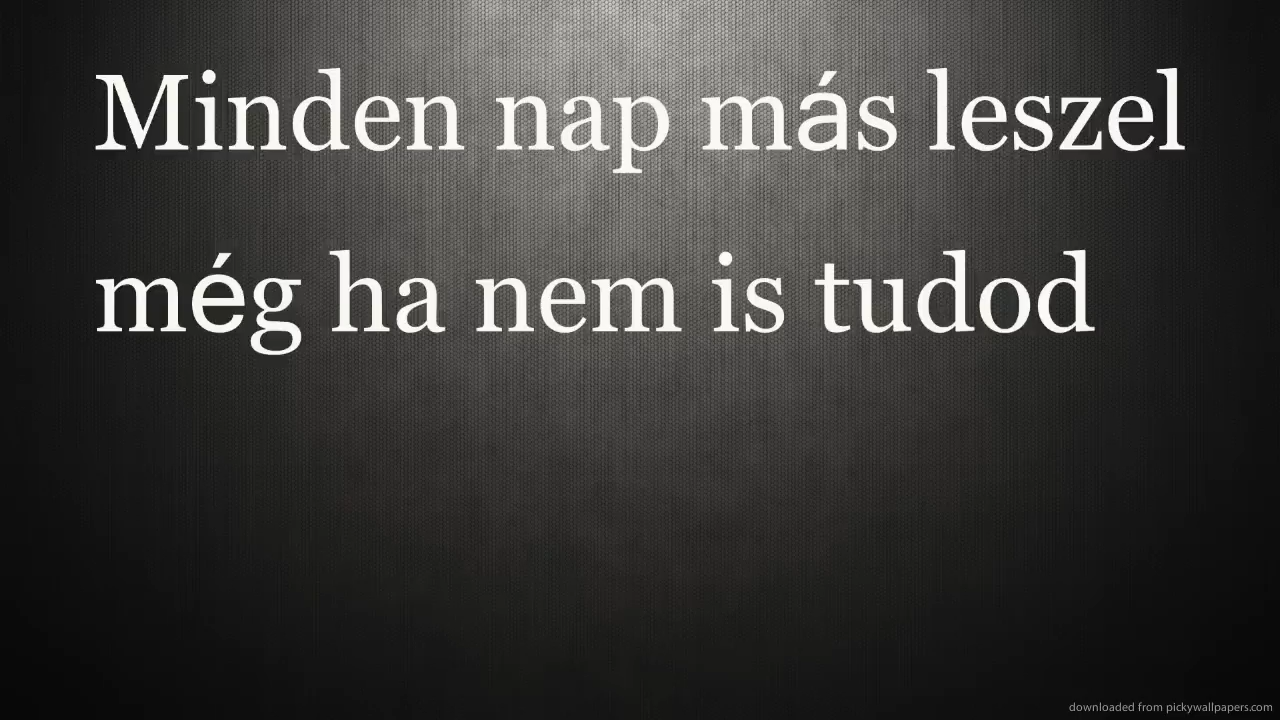 Minden nap más leszel
még ha nem is tudod
downloaded from pickywallpapers.com